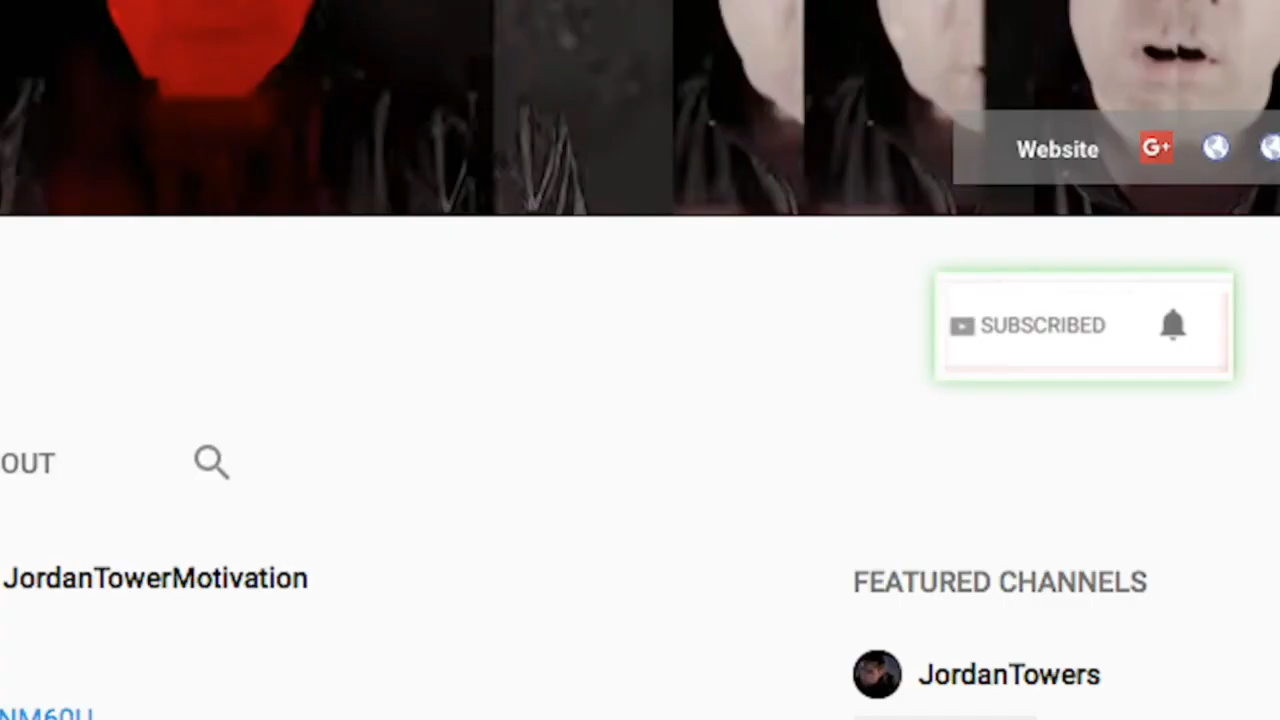 Website G+
SUBSCRIBED
OUT
JordanTowerMotivation
FEATURED CHANNELS
JordanTowers